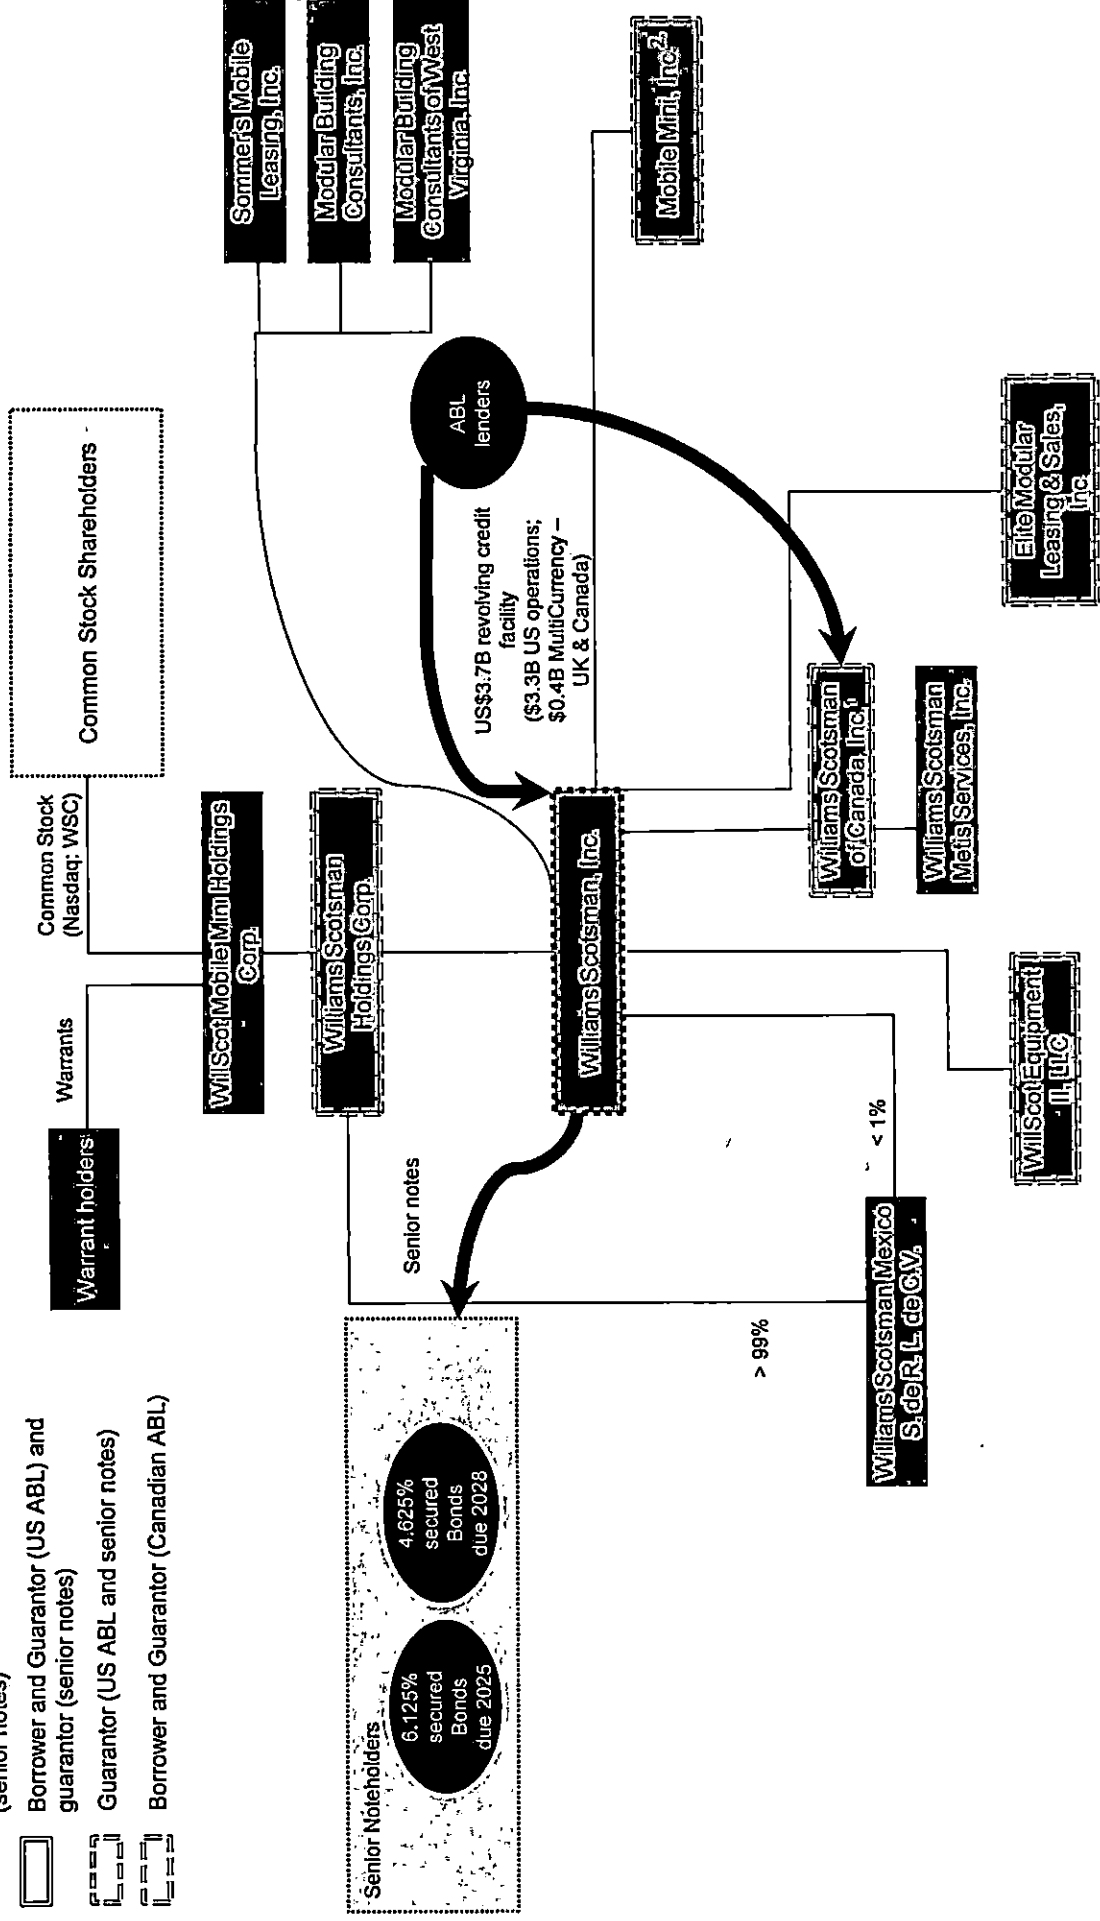 (senior notes)
Borrower and Guarantor (US ABL) and
guarantor (senior notes)
Guarantor (US ABL and senior notes)
Borrower and Guarantor (Canadian ABL)
Warrant holders
Warrants
Common Stock
(Nasdaq: WSC)
Common Stock Shareholders
WillScot Mobile Mini Holdings
Corp.
Williams Scotsman
Holdings Corp.
Sommer's Mobile
Leasing, Inc.
Modular Building
Consultants, Inc.
Modular Building
Consultants of West
Virginia, Inc.
Senior Noteholders
6.125%
secured
Bonds
due 2025
4.625%
secured
Bonds
due 2028
Senior notes
ABL
lenders
US$3.7B revolving credit
facility
($3.3B US operations;
$0.4B MultiCurrency –
UK & Canada)
Williams Scotsman, Inc.
Mobile Mini, Inc.2
> 99%
< 1%
Williams Scotsman Mexico
S. de R. L. de C.V.
Williams Scotsman
of Canada, Inc.1
Williams Scotsman
Metis Services, Inc.
WillScot Equipment
II, LLC
Elite Modular
Leasing & Sales,
Inc.